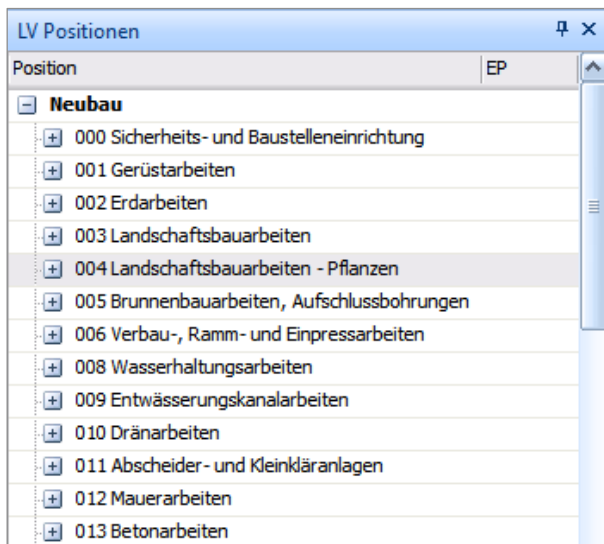 LV Positionen
Position EP
Neubau
000 Sicherheits- und Baustelleneinrichtung
001 Gerüstarbeiten
002 Erdarbeiten
003 Landschaftsbauarbeiten
004 Landschaftsbauarbeiten - Pflanzen
005 Brunnenbauarbeiten, Aufschlussbohrungen
006 Verbau-, Ramm- und Einpressarbeiten
008 Wasserhaltungsarbeiten
009 Entwässerungskanalarbeiten
010 Dränarbeiten
011 Abscheider- und Kleinkläranlagen
012 Mauerarbeiten
013 Betonarbeiten